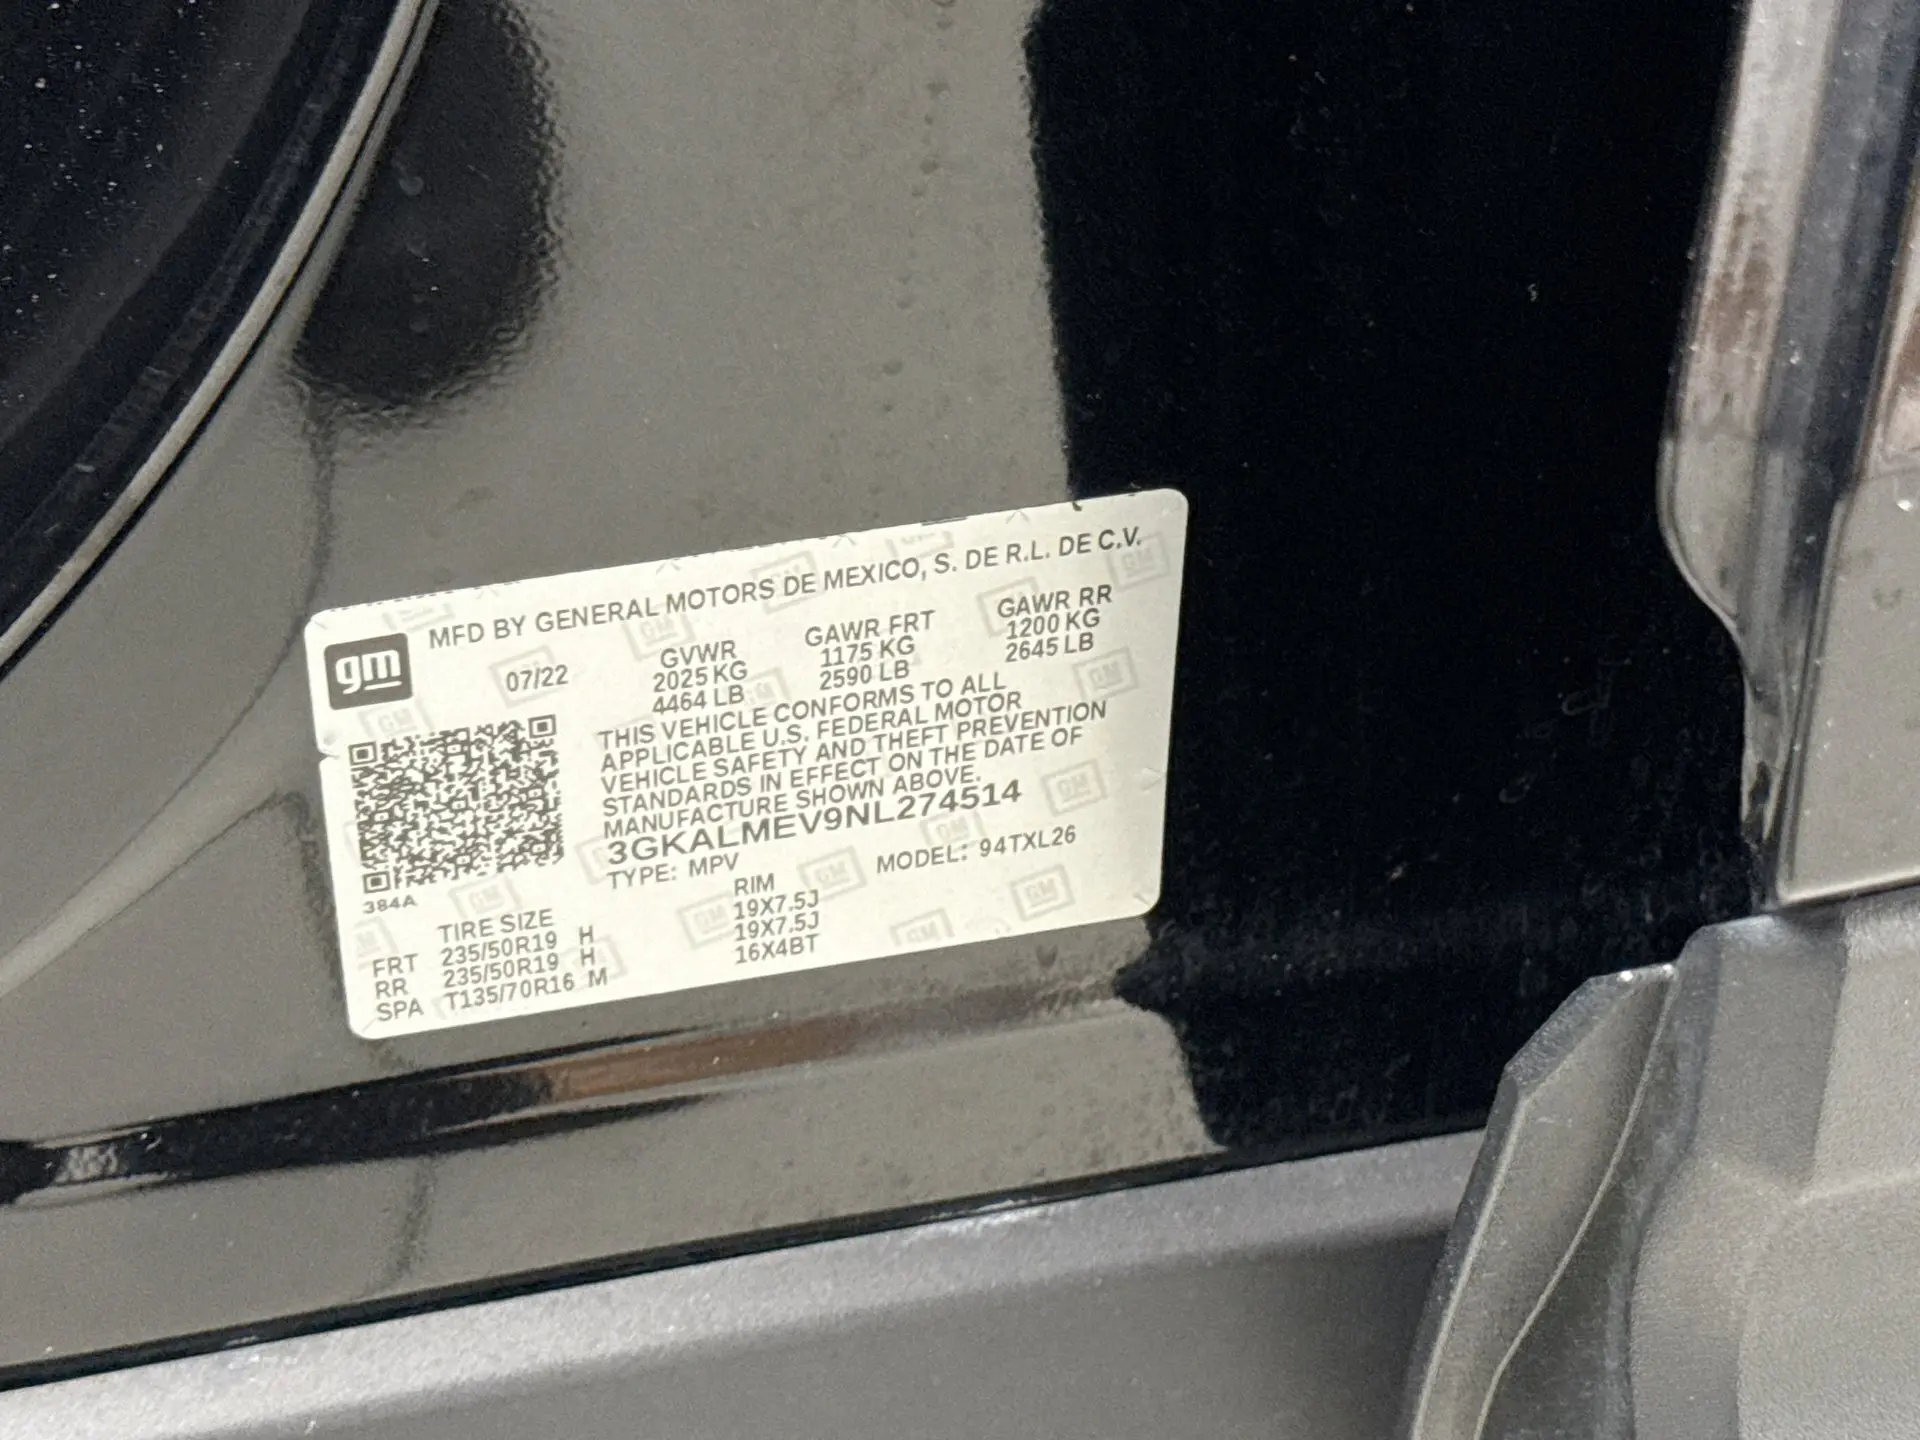 MFD BY GENERAL MOTORS DE MEXICO, S. DE R.L. DE C.V.
gm
07/22
GVWR
2025 KG
4464 LB
GAWR FRT
1175 KG
2590 LB
GAWR RR
1200 KG
2645 LB
THIS VEHICLE CONFORMS TO ALL
APPLICABLE U.S. FEDERAL MOTOR
VEHICLE SAFETY AND THEFT PREVENTION
STANDARDS IN EFFECT ON THE DATE OF
MANUFACTURE SHOWN ABOVE.
3GKALMEV9NL274514
TYPE: MPV MODEL: 94TXL26
384A
TIRE SIZE RIM
FRT 235/50R19 H 19X7.5J
RR 235/50R19 H 19X7.5J
SPA T135/70R16 M 16X4BT